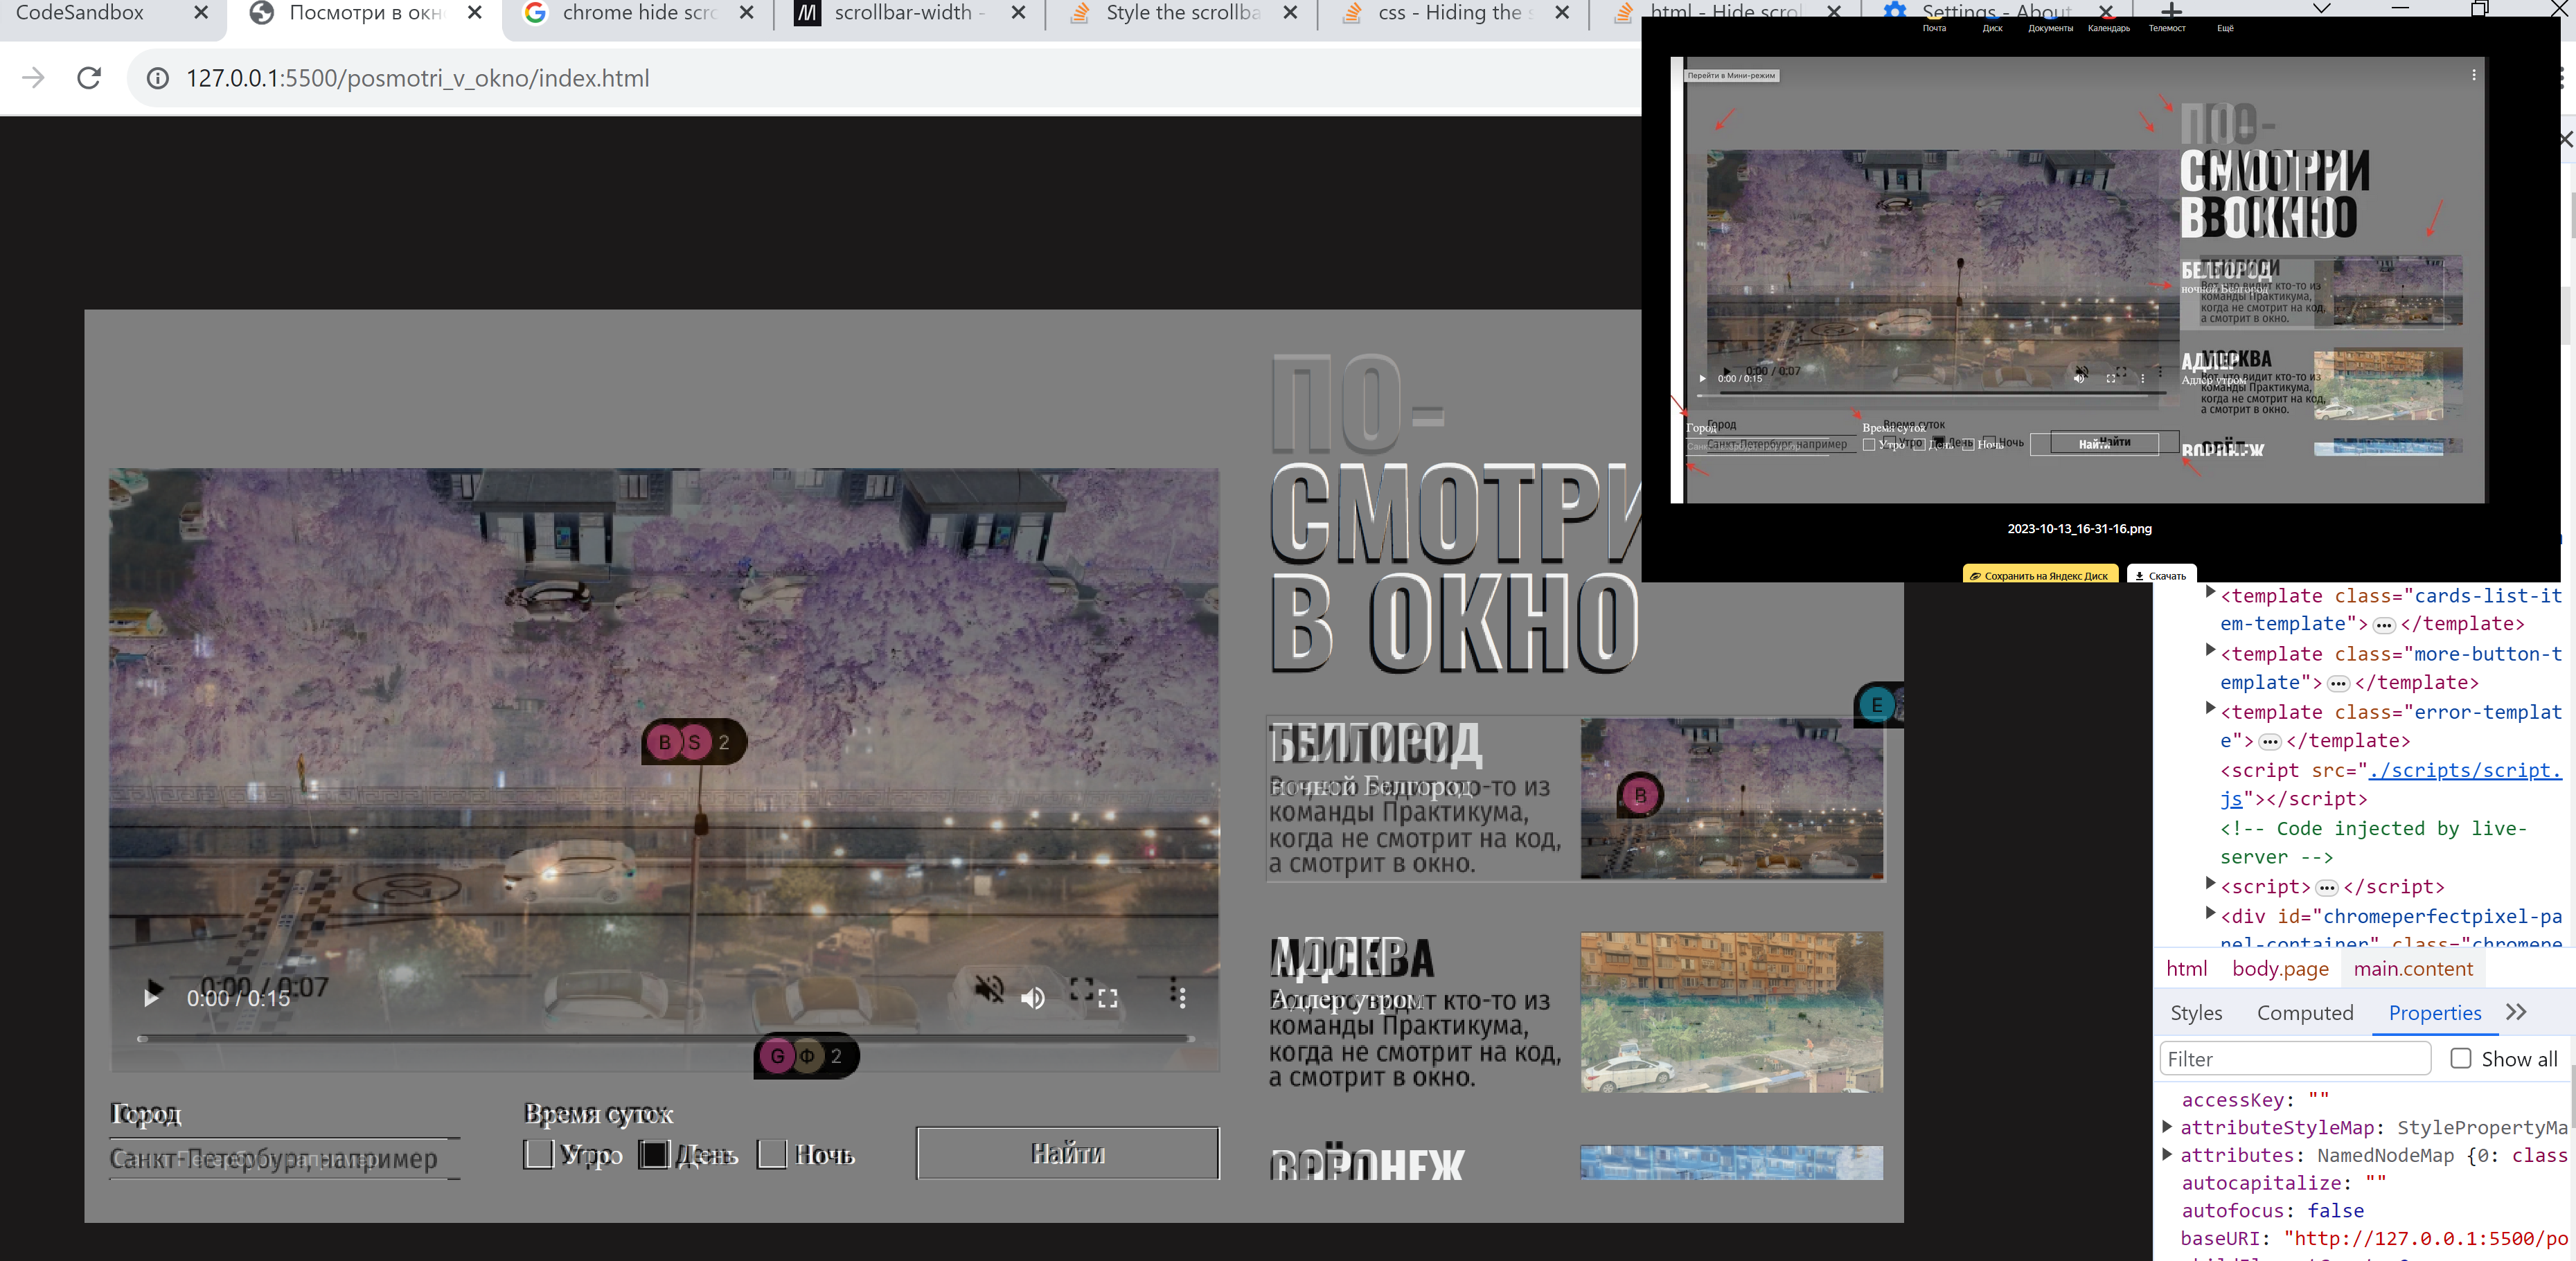 CodeSandbox
Посмотри в окн
chrome hide scro
scrollbar-width -
Style the scrollba
css - Hiding the s
html - Hide scrol
Settings - About
127.0.0.1:5500/posmotri_v_okno/index.html
Почта Диск Документы Календарь Телемост Ещё
Перейти в Мини-режим
ПО-
СМОТРИ
В ОКНО
БЕЛГОРОД
ТБИЛИСИ
ночной Белгород
Вот что видит кто-то из
команды Практикума,
когда не смотрит на код,
а смотрит в окно.
АДЛЕР
МОСКВА
Адлер утром
Вот что видит кто-то из
команды Практикума,
когда не смотрит на код,
а смотрит в окно.
ВОРОНЕЖ
0:00 / 0:07
0:00 / 0:15
Город
Время суток
Санкт-Петербург, например
Утро День Ночь
Найти
2023-10-13_16-31-16.png
Сохранить на Яндекс Диск
Скачать
ПО-
СМОТРИ
В ОКНО
B S 2
E
БЕЛГОРОД
ТБИЛИСИ
ночной Белгород
Вот что видит кто-то из
команды Практикума,
когда не смотрит на код,
а смотрит в окно.
B
АДЛЕР
МОСКВА
Адлер утром
Вот что видит кто-то из
команды Практикума,
когда не смотрит на код,
а смотрит в окно.
ВОРОНЕЖ
0:00 / 0:07
0:00 / 0:15
G Ф 2
Город
Время суток
Санкт-Петербург, например
Утро День Ночь
Найти
<template class="cards-list-it
em-template"> </template>
<template class="more-button-t
emplate"> </template>
<template class="error-templat
e"> </template>
<script src="./scripts/script.
js"></script>
<!-- Code injected by live-
server -->
<script> </script>
<div id="chromeperfectpixel-pa
nel-container" class="chromepe
html body.page main.content
Styles Computed Properties
Filter
Show all
accessKey: ""
attributeStyleMap: StylePropertyMa
attributes: NamedNodeMap {0: class
autocapitalize: ""
autofocus: false
baseURI: "http://127.0.0.1:5500/po